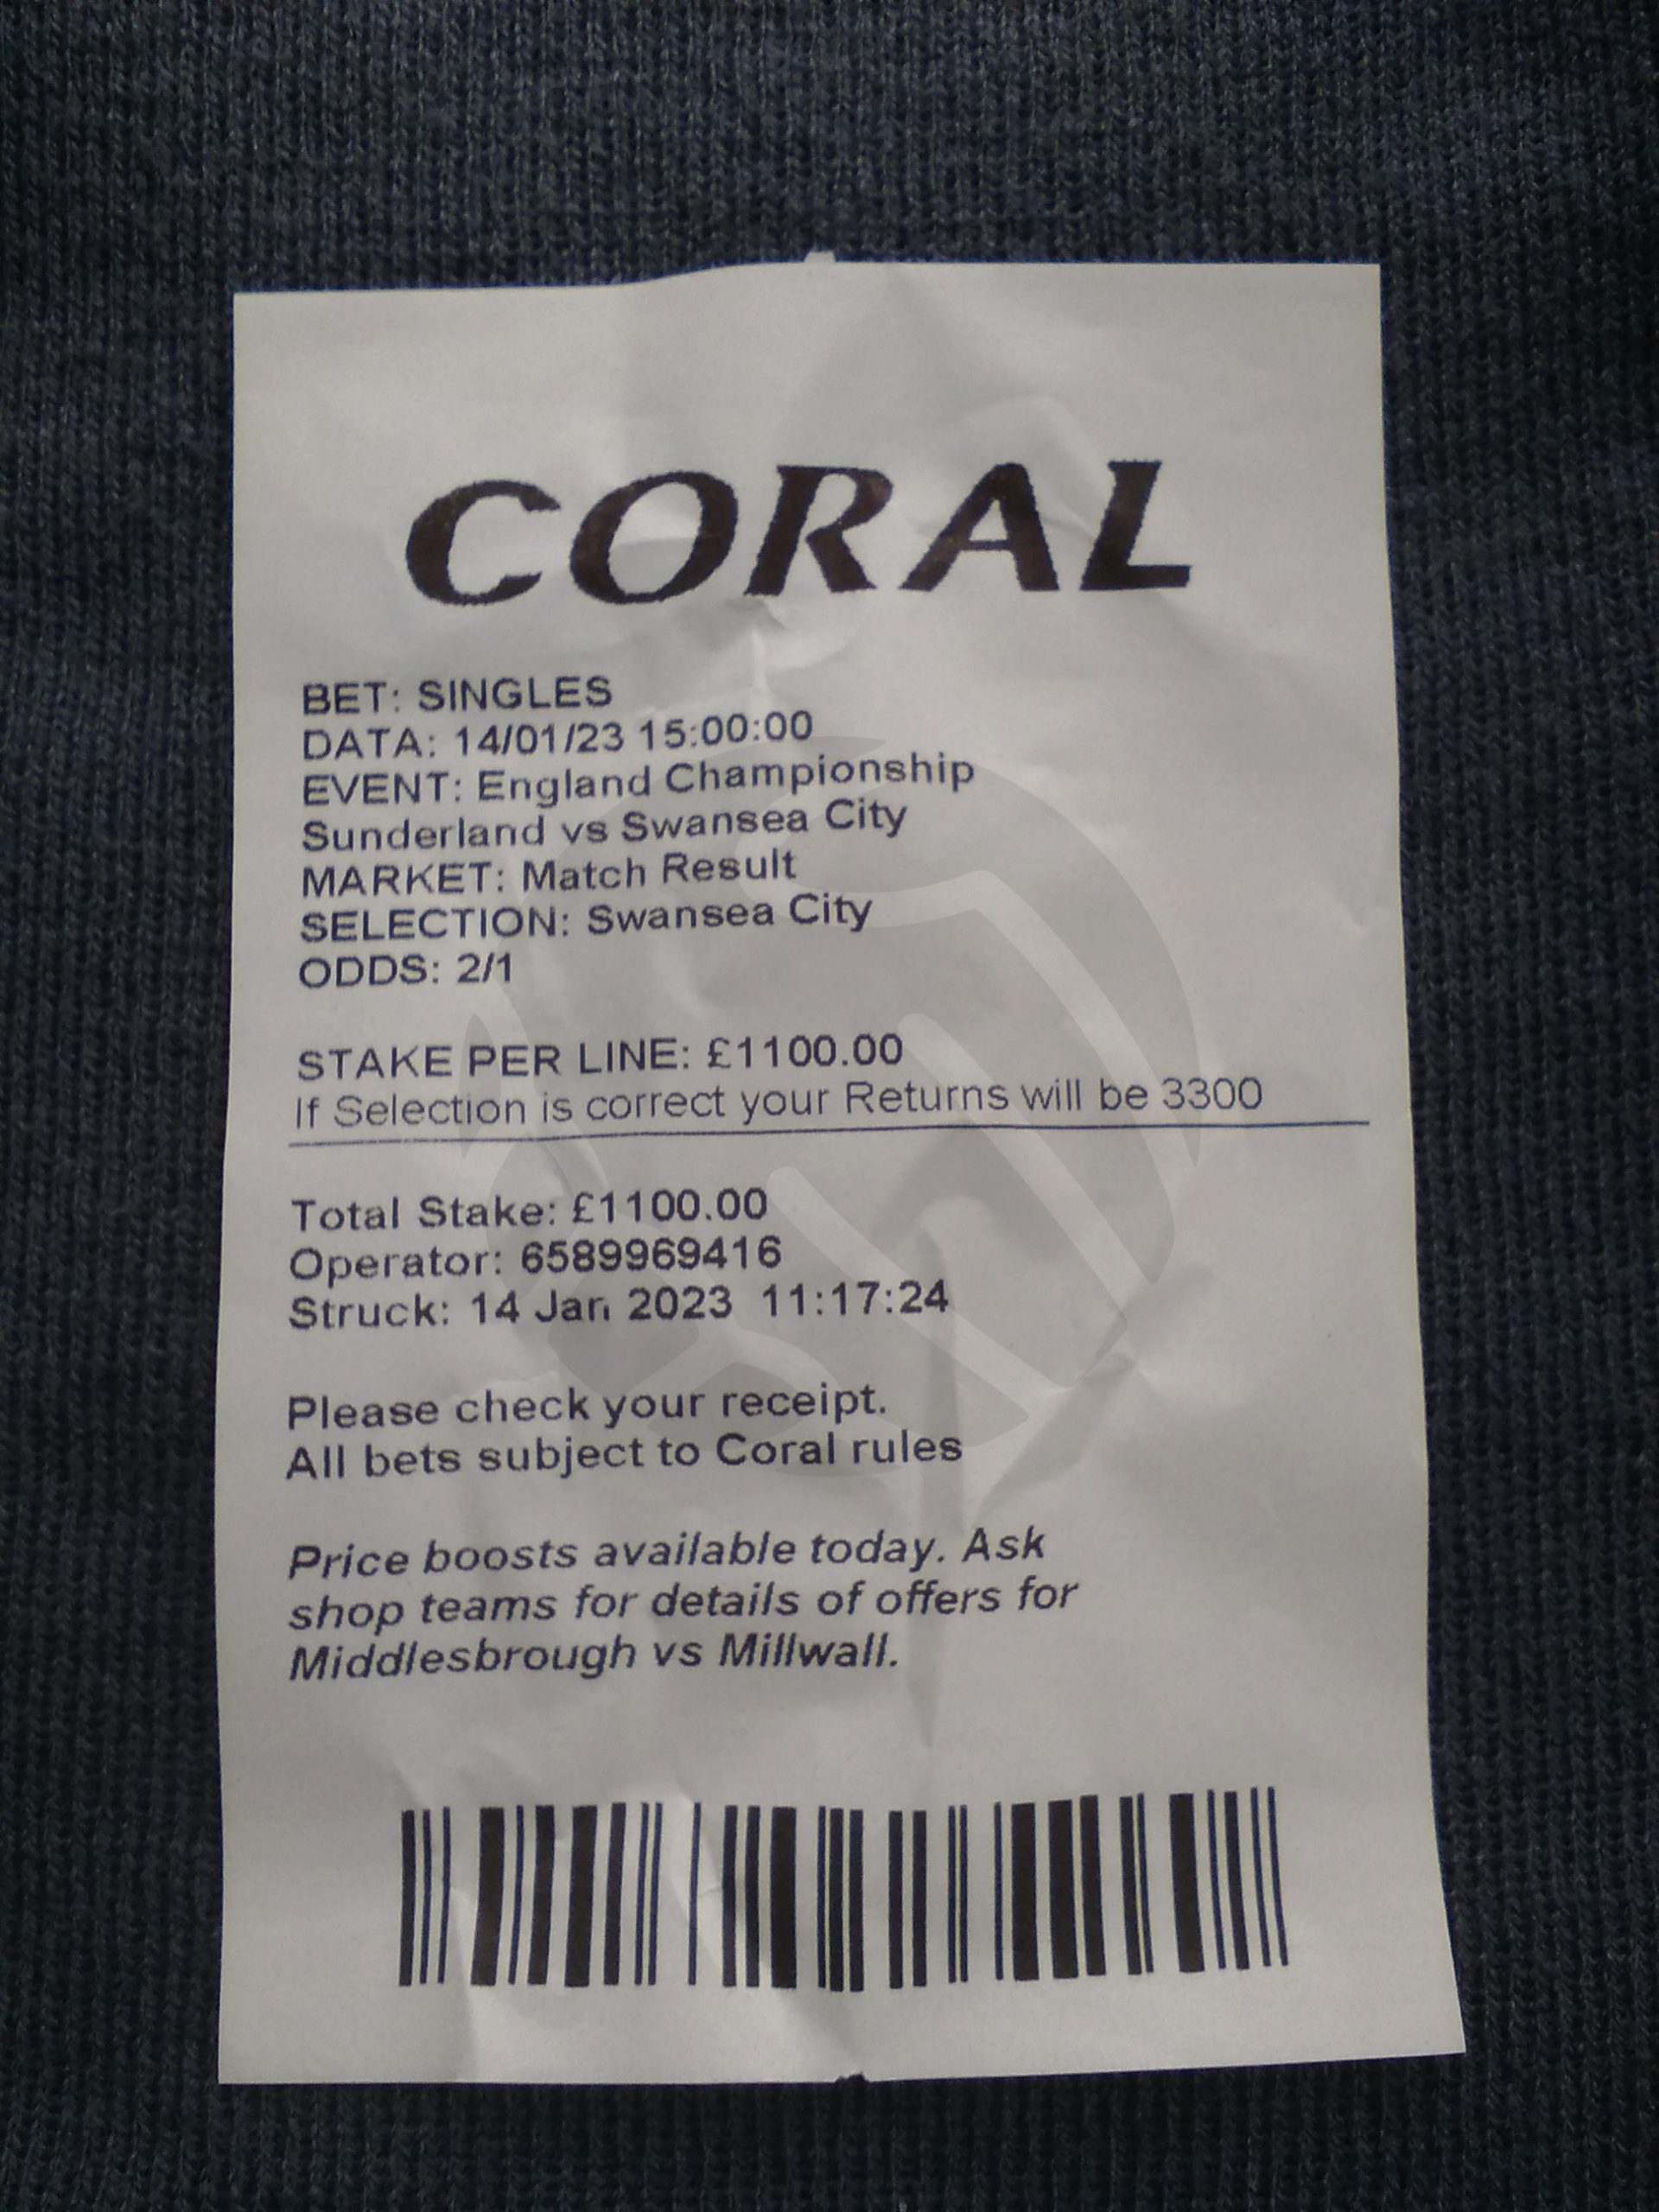 CORAL
BET: SINGLES
DATA: 14/01/23 15:00:00
EVENT: England Championship
Sunderland vs Swansea City
MARKET: Match Result
SELECTION: Swansea City
ODDS: 2/1
STAKE PER LINE: £1100.00
If Selection is correct your Returns will be 3300
Total Stake: £1100.00
Operator: 6589969416
Struck: 14 Jan 2023 11:17:24
Please check your receipt.
All bets subject to Coral rules
Price boosts available today. Ask
shop teams for details of offers for
Middlesbrough vs Millwall.